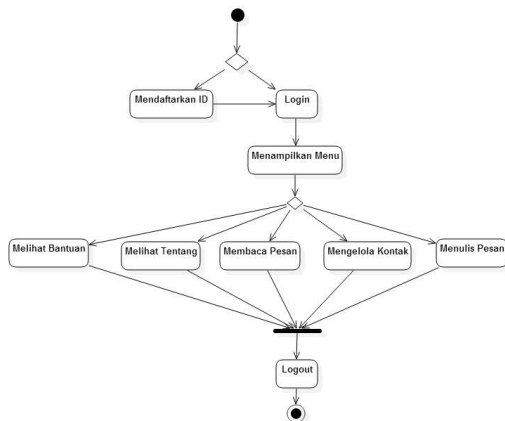 Mendaftarkan ID
Login
Menampilkan Menu
Melihat Bantuan
Melihat Tentang
Membaca Pesan
Mengelola Kontak
Menulis Pesan
Logout